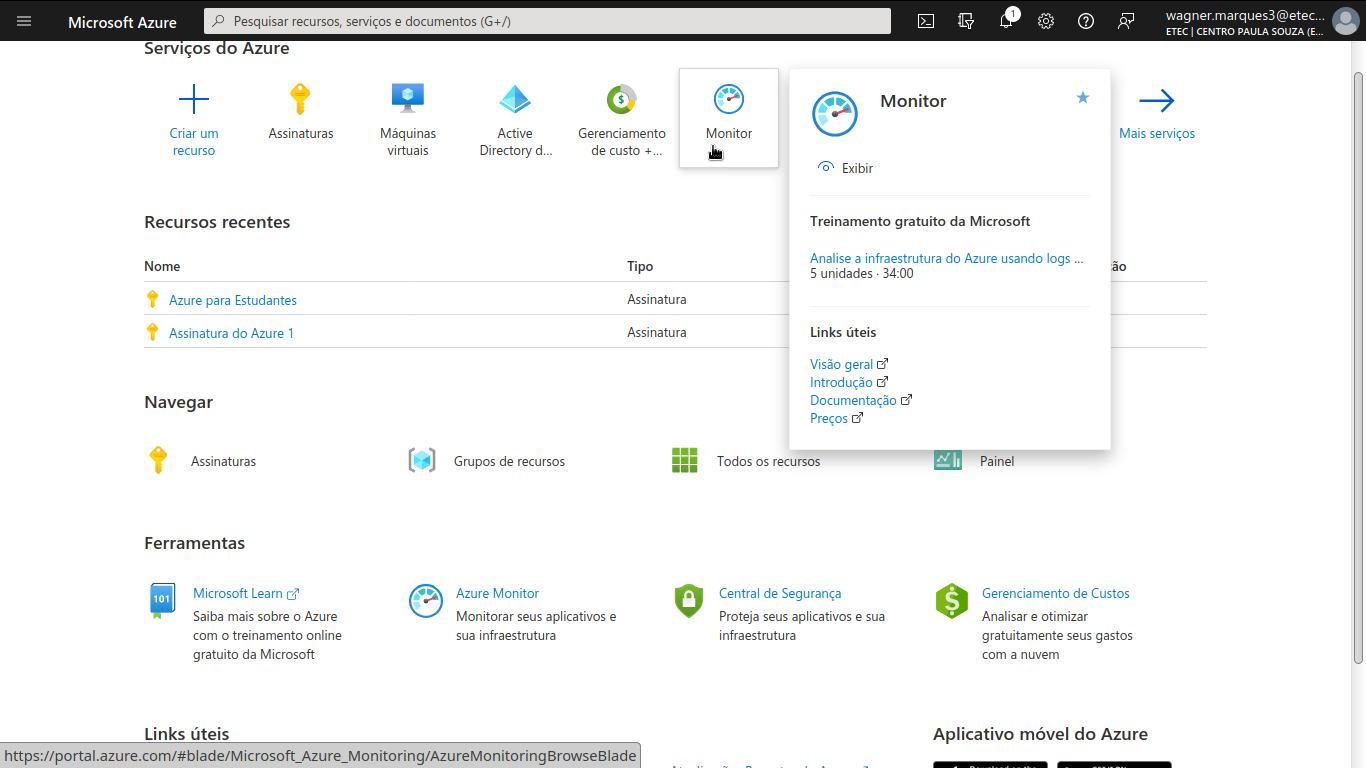 Microsoft Azure
Pesquisar recursos, serviços e documentos (G+/)
1
wagner.marques3@etec...
ETEC | CENTRO PAULA SOUZA (E...
Serviços do Azure
Criar um
recurso
Assinaturas
Máquinas
virtuais
Active
Directory d...
Gerenciamento
de custo +...
Monitor
Mais serviços
Monitor
Exibir
Treinamento gratuito da Microsoft
Analise a infraestrutura do Azure usando logs ...
5 unidades · 34:00
Links úteis
Visão geral
Introdução
Documentação
Preços
Recursos recentes
Nome
Tipo
ão
Azure para Estudantes
Assinatura
Assinatura do Azure 1
Assinatura
Navegar
Assinaturas
Grupos de recursos
Todos os recursos
Painel
Ferramentas
101
Microsoft Learn
Saiba mais sobre o Azure
com o treinamento online
gratuito da Microsoft
Azure Monitor
Monitorar seus aplicativos e
sua infraestrutura
Central de Segurança
Proteja seus aplicativos e sua
infraestrutura
Gerenciamento de Custos
Analisar e otimizar
gratuitamente seus gastos
com a nuvem
Links úteis
Aplicativo móvel do Azure
https://portal.azure.com/#blade/Microsoft_Azure_Monitoring/AzureMonitoringBrowseBlade